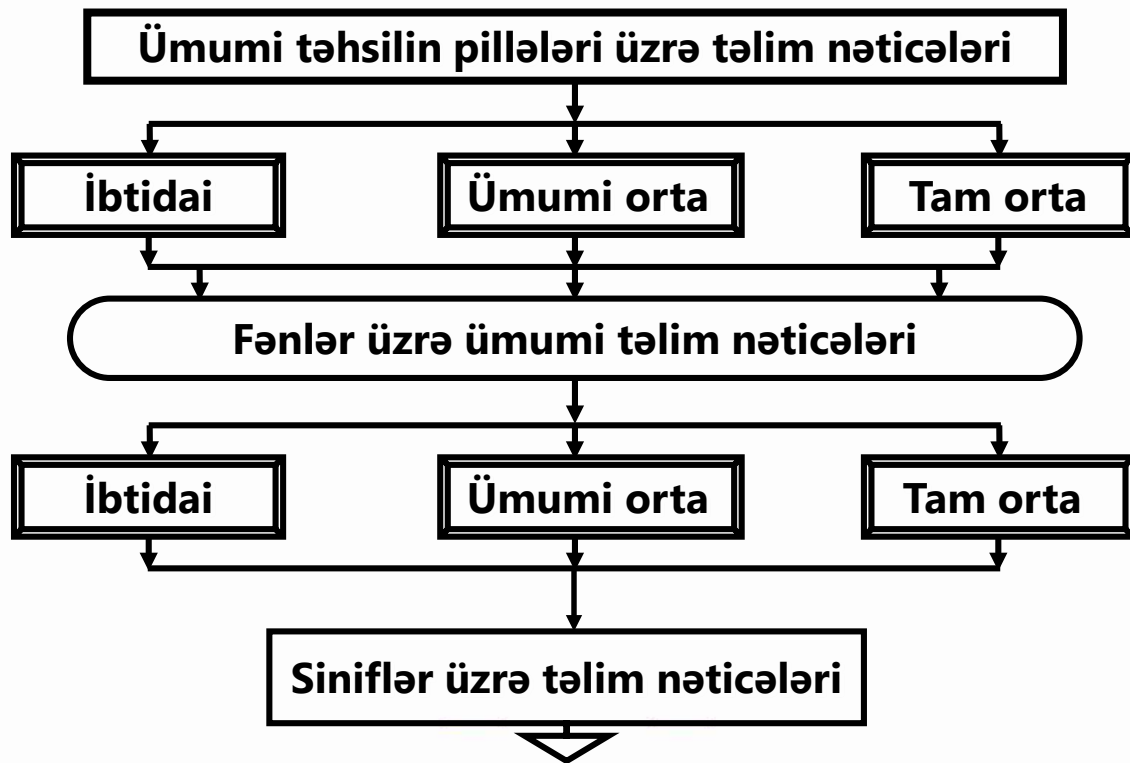 Ümumi təhsilin pillələri üzrə təlim nəticələri
İbtidai
Ümumi orta
Tam orta
Fənlər üzrə ümumi təlim nəticələri
İbtidai
Ümumi orta
Tam orta
Siniflər üzrə təlim nəticələri